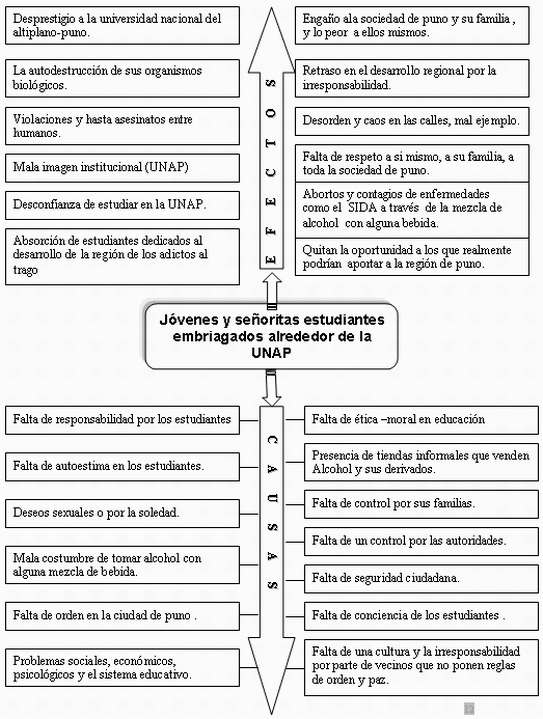 Desprestigio a la universidad nacional del
altiplano-puno.
La autodestrucción de sus organismos
biológicos.
Violaciones y hasta asesinatos entre
humanos.
Mala imagen institucional (UNAP)
Desconfianza de estudiar en la UNAP.
Absorción de estudiantes dedicados al
desarrollo de la región de los adictos al
trago
EFECTOS
Engaño ala sociedad de puno y su familia ,
y lo peor a ellos mismos.
Retraso en el desarrollo regional por la
irresponsabilidad.
Desorden y caos en las calles, mal ejemplo.
Falta de respeto a si mismo, a su familia, a
toda la sociedad de puno.
Abortos y contagios de enfermedades
como el SIDA a través de la mezcla de
alcohol con alguna bebida.
Quitan la oportunidad a los que realmente
podrían aportar a la región de puno.
Jóvenes y señoritas estudiantes
embriagados alrededor de la
UNAP
Falta de responsabilidad por los estudiantes
Falta de autoestima en los estudiantes.
Deseos sexuales o por la soledad.
Mala costumbre de tomar alcohol con
alguna mezcla de bebida.
Falta de orden en la ciudad de puno .
Problemas sociales, económicos,
psicológicos y el sistema educativo.
CAUSAS
Falta de ética –moral en educación
Presencia de tiendas informales que venden
Alcohol y sus derivados.
Falta de control por sus familias.
Falta de un control por las autoridades.
Falta de seguridad ciudadana.
Falta de conciencia de los estudiantes .
Falta de una cultura y la irresponsabilidad
por parte de vecinos que no ponen reglas
de orden y paz.
12